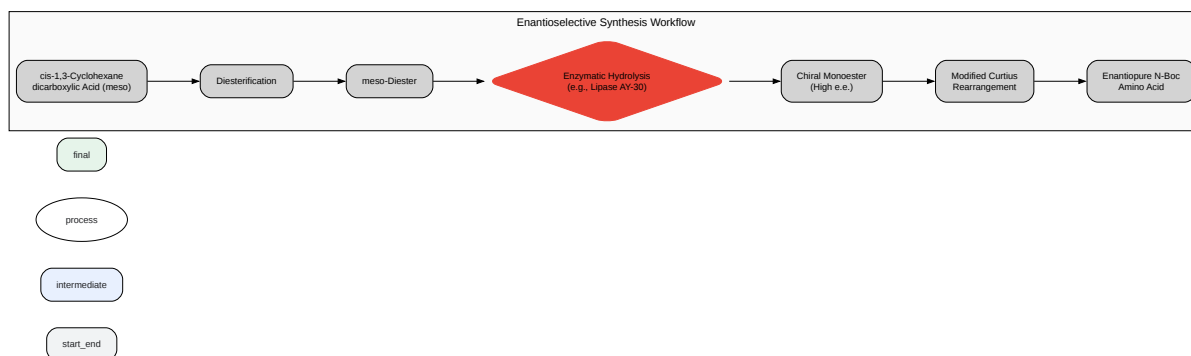 Enantioselective Synthesis Workflow
cis-1,3-Cyclohexane
dicarboxylic Acid (meso)
Diesterification
meso-Diester
Enzymatic Hydrolysis
(e.g., Lipase AY-30)
Chiral Monoester
(High e.e.)
Modified Curtius
Rearrangement
Enantiopure N-Boc
Amino Acid
final
process
intermediate
start_end